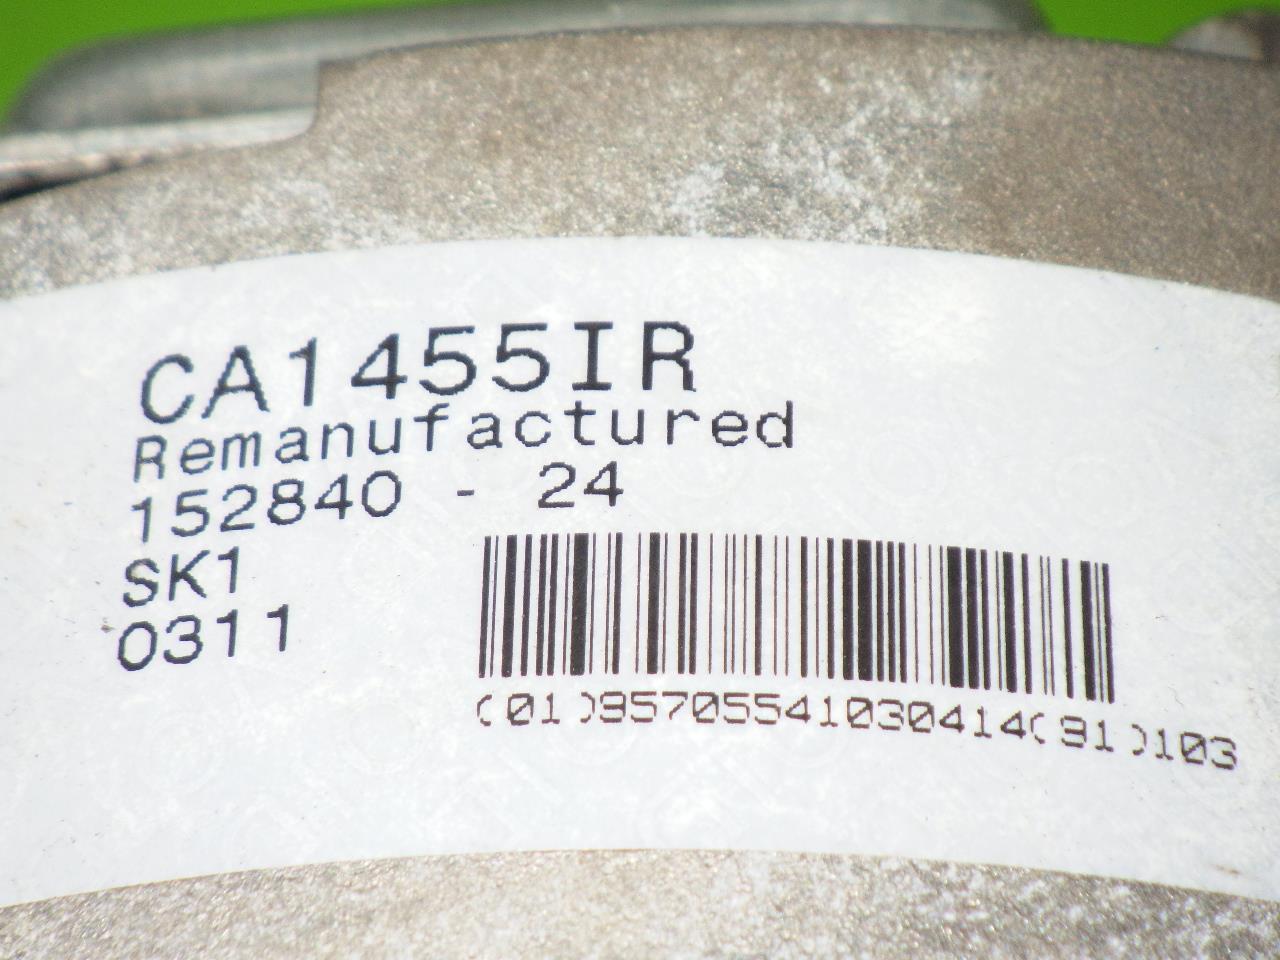 CA1455IR
Remanufactured
152840 - 24
SK1
0311
(01)95705541030414(91)103